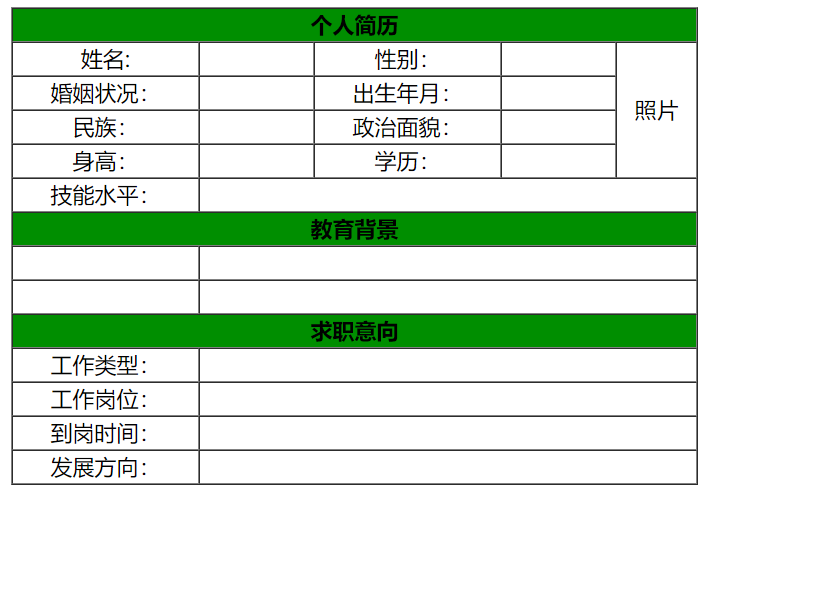 个人简历
姓名: 性别：
照片
婚姻状况： 出生年月：
民族： 政治面貌：
身高： 学历：
技能水平：
教育背景
求职意向
工作类型：
工作岗位：
到岗时间：
发展方向：